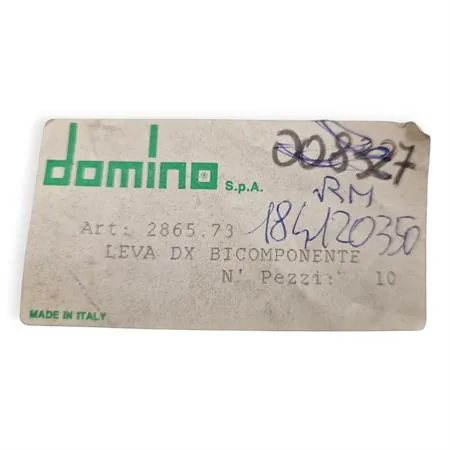 domino® S.p.A.
RM
184120350
Art: 2865.73
LEVA DX BICOMPONENTE
N' Pezzi: 10
MADE IN ITALY